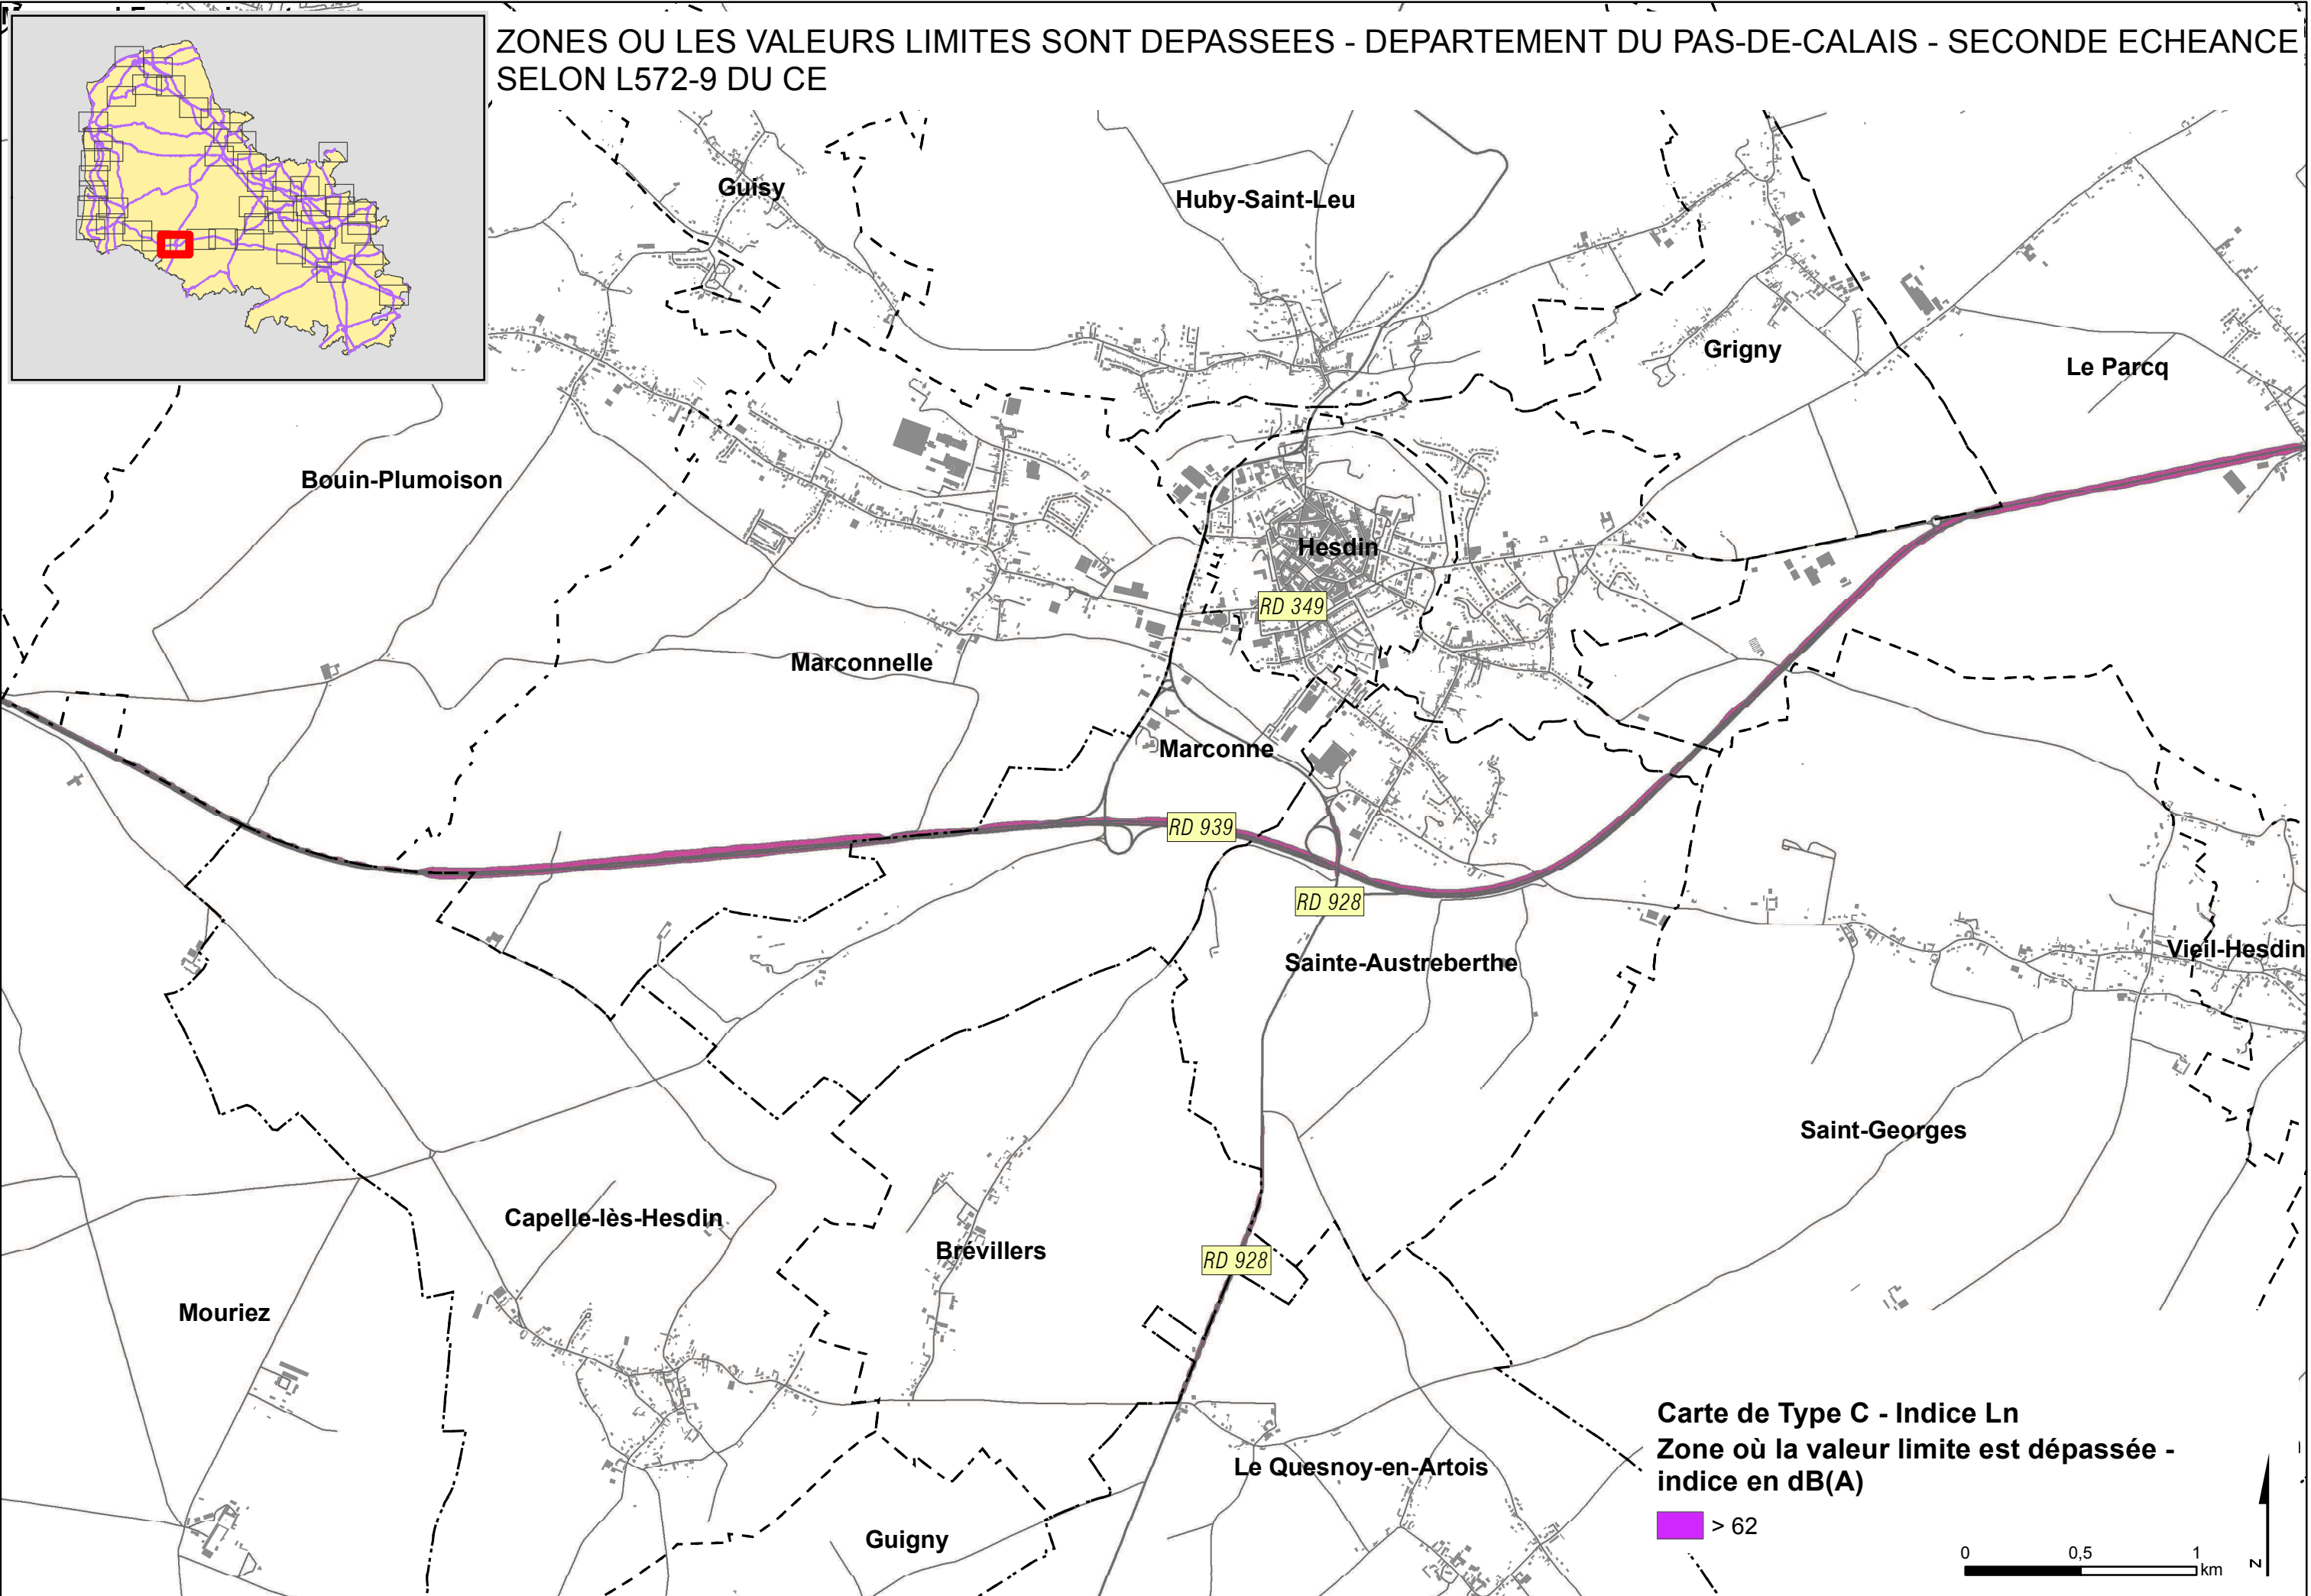 ZONES OU LES VALEURS LIMITES SONT DEPASSEES - DEPARTEMENT DU PAS-DE-CALAIS - SECONDE ECHEANCE
SELON L572-9 DU CE
Guisy
Huby-Saint-Leu
Grigny
Le Parcq
Bouin-Plumoison
Hesdin
RD 349
Marconnelle
Marconne
RD 939
RD 928
Sainte-Austreberthe
Vieil-Hesdin
Saint-Georges
Capelle-lès-Hesdin
Brévillers
RD 928
Mouriez
Le Quesnoy-en-Artois
Guigny
Carte de Type C - Indice Ln
Zone où la valeur limite est dépassée -
indice en dB(A)
> 62
0 0,5 1
km
N